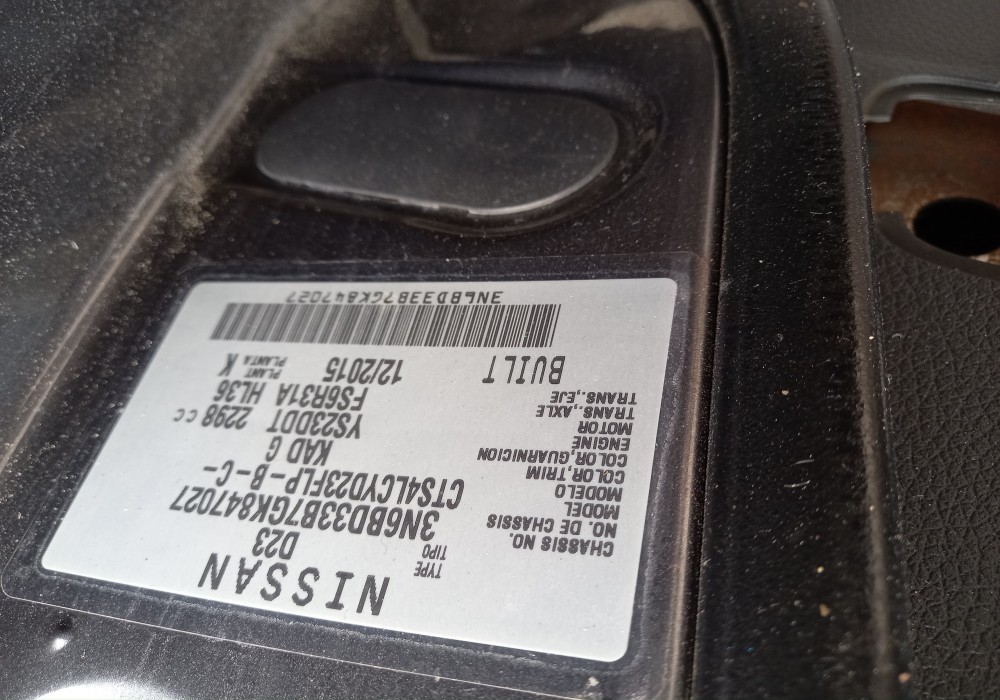 NISSAN
TYPE TIPO D23
CHASSIS NO. NO. DE CHASSIS 3N6BD33B7GK847027
MODEL MODELO CTS4LCYD23FLP-B-C-
COLOR,TRIM COLOR,GUARNICION KAD G
ENGINE MOTOR YS23DDT 2298 CC
TRANS.,AXLE TRANS.,EJE FS6R31A HL36
BUILT 12/2015 PLANT PLANTA K
3N6BD33B7GK847027